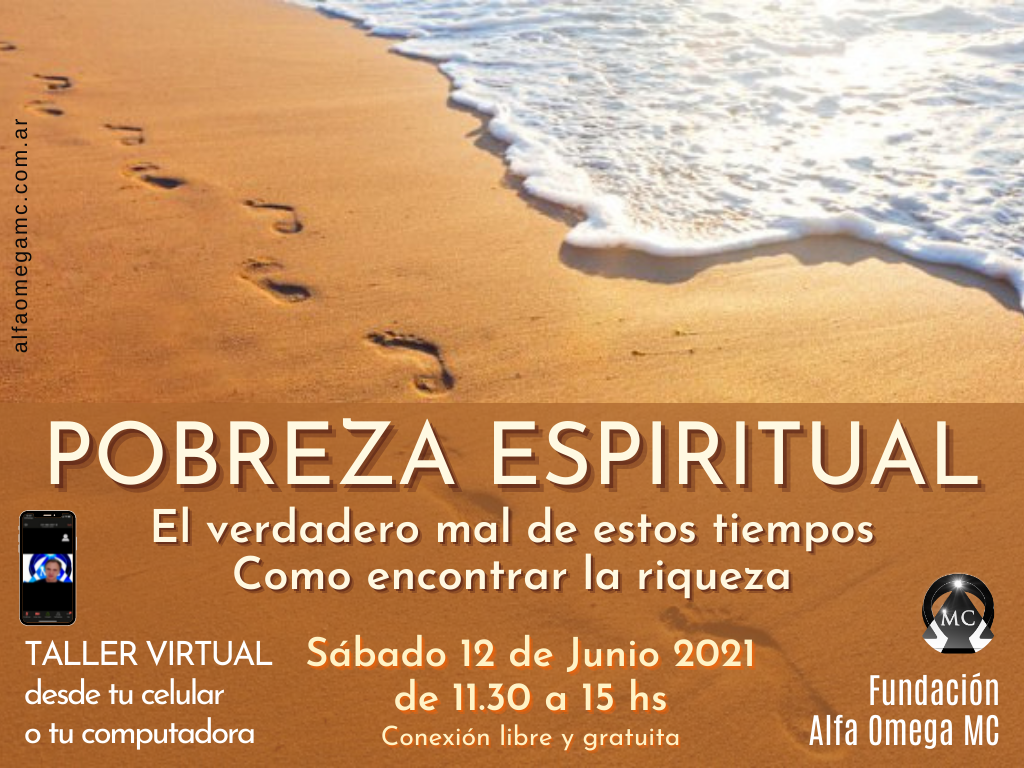 alfaomegamc.com.ar
POBREZA ESPIRITUAL
El verdadero mal de estos tiempos
Como encontrar la riqueza
MC
TALLER VIRTUAL
desde tu celular
o tu computadora
Sábado 12 de Junio 2021
de 11.30 a 15 hs
Conexión libre y gratuita
Fundación
Alfa Omega MC